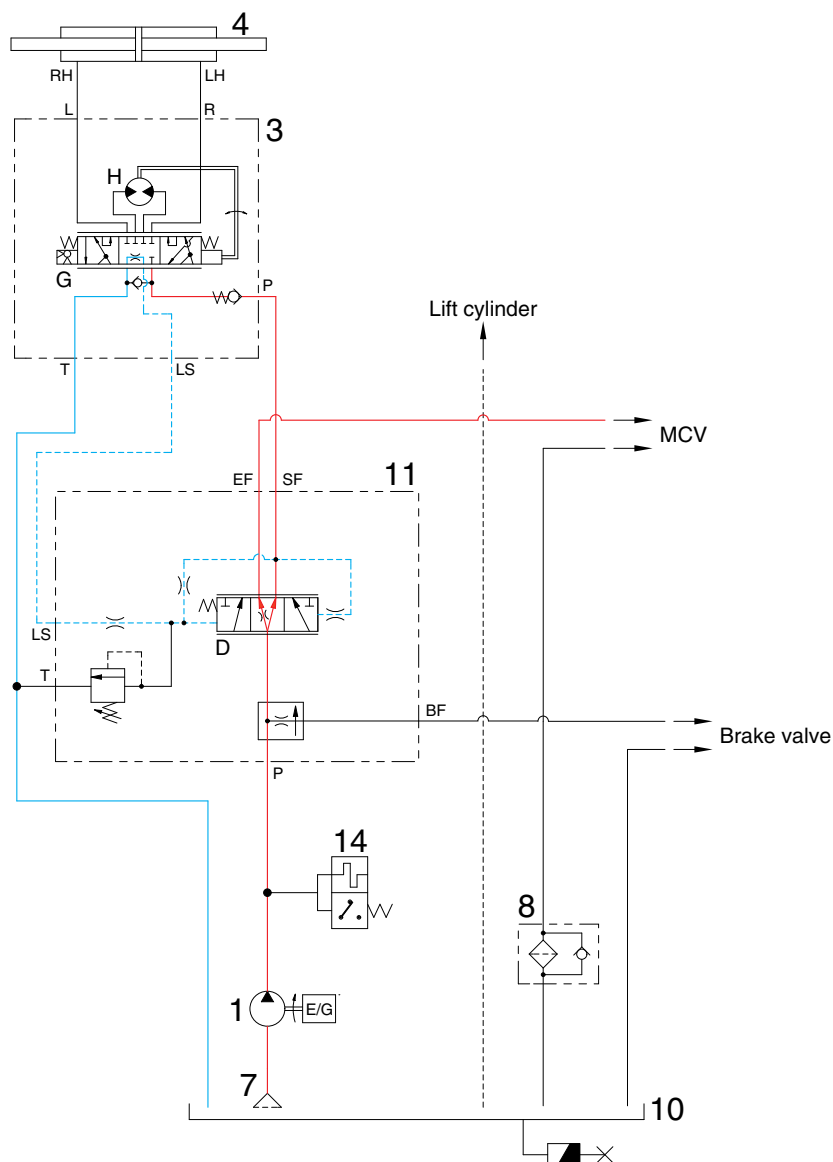 4
RH
LH
L
R
3
H
G
P
Lift cylinder
T
LS
MCV
EF
SF
11
LS
D
T
BF
Brake valve
P
14
8
1
E/G
7
10